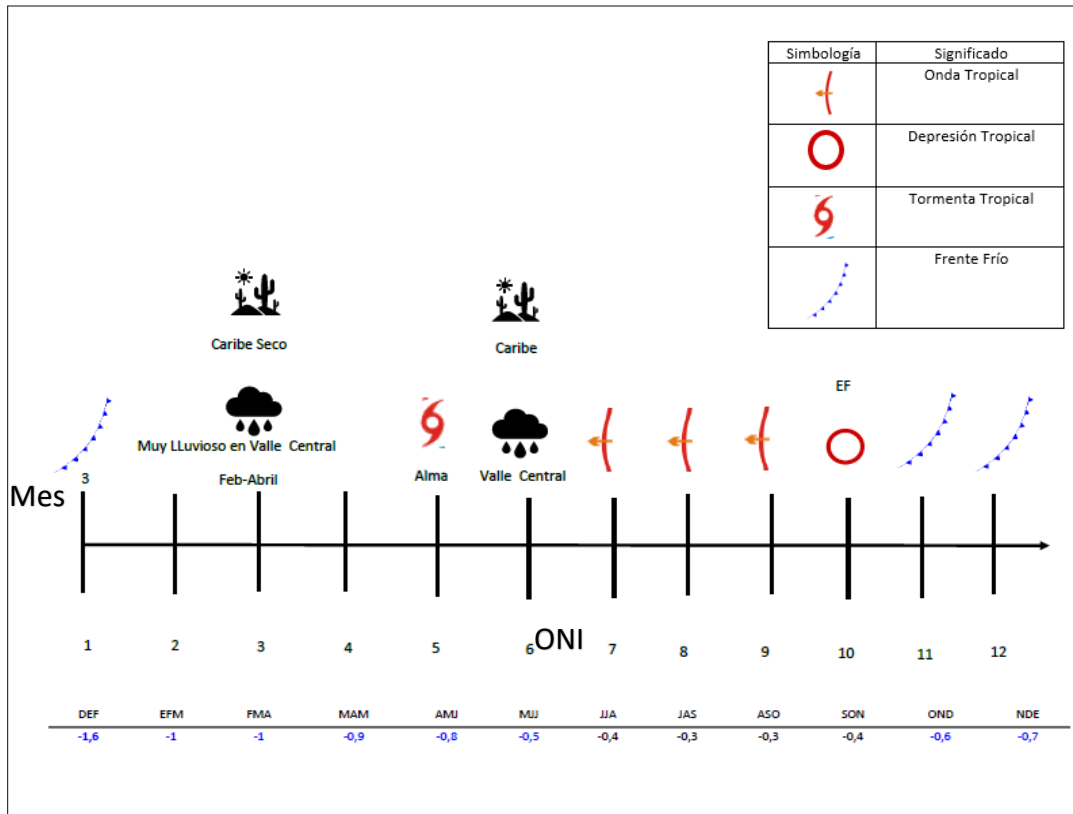 Simbología Significado
Onda Tropical
Depresión Tropical
Tormenta Tropical
Frente Frío
Caribe Seco Caribe
EF
Muy LLuvioso en Valle Central
3 Feb-Abril Alma Valle Central
Mes
1 2 3 4 5 6 7 8 9 10 11 12
ONI
DEF EFM FMA MAM AMJ MJJ JJA JAS ASO SON OND NDE
-1,6 -1 -1 -0,9 -0,8 -0,5 -0,4 -0,3 -0,3 -0,4 -0,6 -0,7